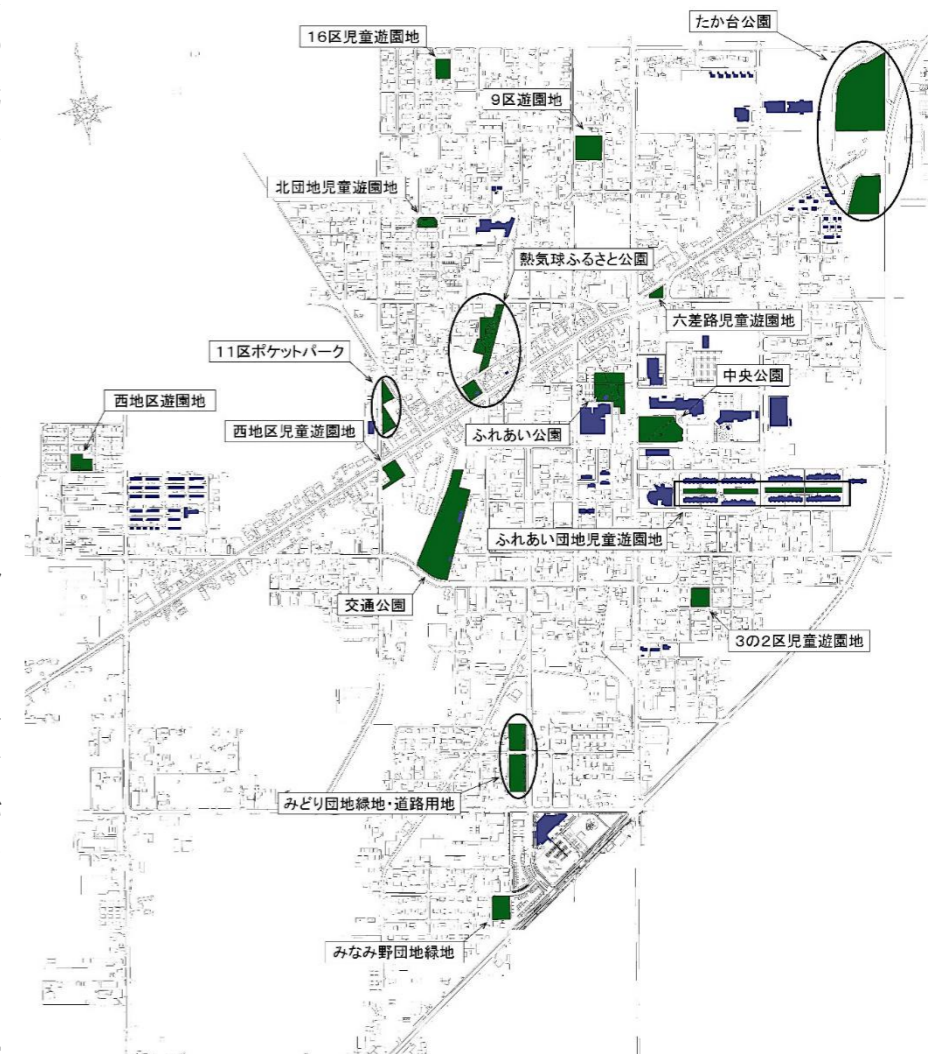 たか台公園
16区児童遊園地
9区遊園地
北団地児童遊園地
熱気球ふるさと公園
六差路児童遊園地
11区ポケットパーク
中央公園
西地区遊園地
西地区児童遊園地
ふれあい公園
ふれあい団地児童遊園地
交通公園
3の2区児童遊園地
みどり団地緑地・道路用地
みなみ野団地緑地